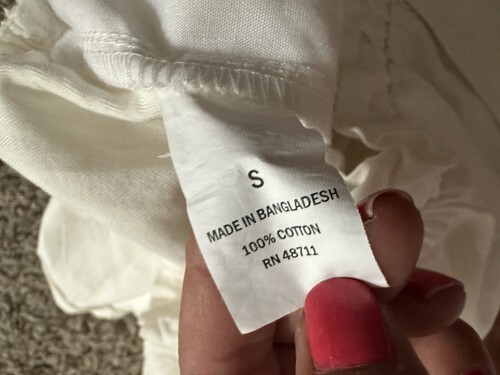 S
MADE IN BANGLADESH
100% COTTON
RN 48711